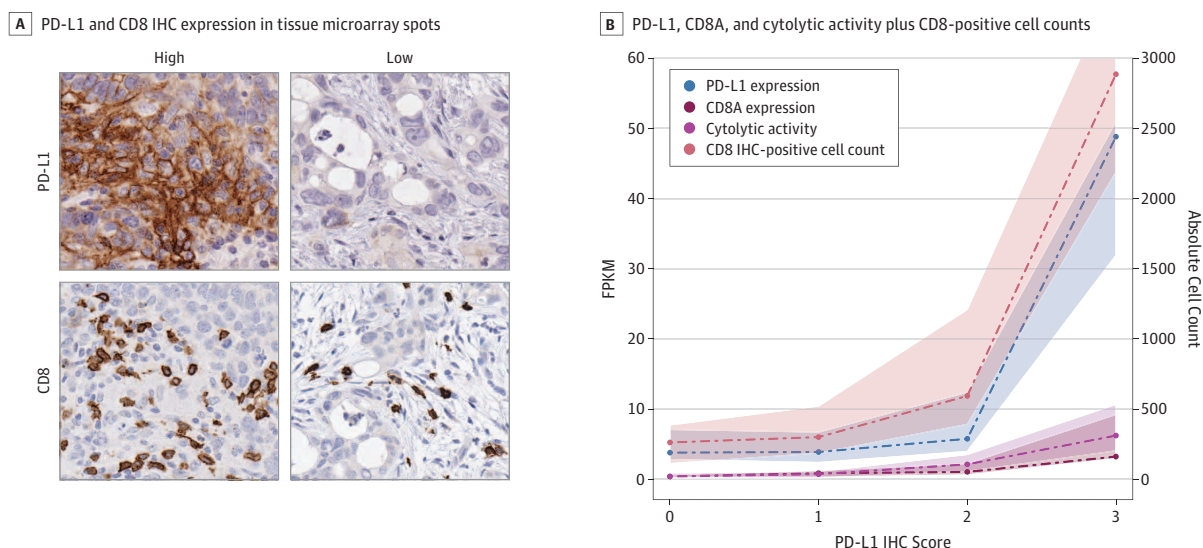 A PD-L1 and CD8 IHC expression in tissue microarray spots
High
Low
PD-L1
CD8
B PD-L1, CD8A, and cytolytic activity plus CD8-positive cell counts
PD-L1 expression
CD8A expression
Cytolytic activity
CD8 IHC-positive cell count
FPKM
60
50
40
30
20
10
0
Absolute Cell Count
3000
2500
2000
1500
1000
500
0
0 1 2 3
PD-L1 IHC Score